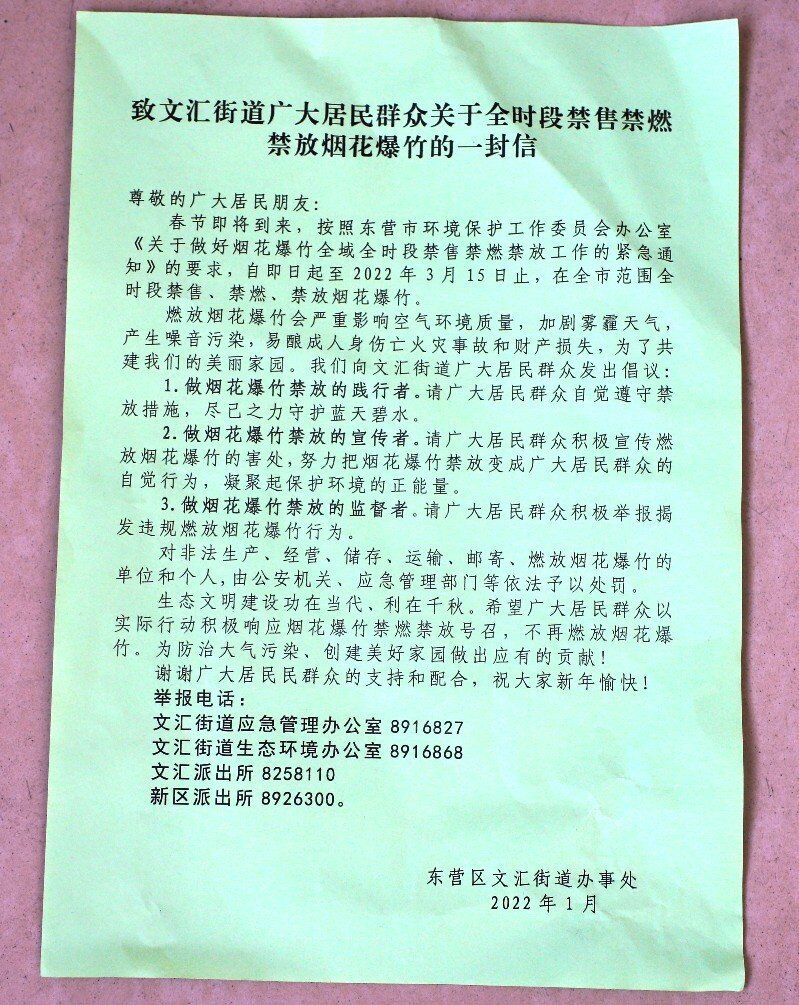 致文汇街道广大居民群众关于全时段禁售禁燃
禁放烟花爆竹的一封信
尊敬的广大居民朋友：
春节即将到来，按照东营市环境保护工作委员会办公室
《关于做好烟花爆竹全域全时段禁售禁燃禁放工作的紧急通
知》的要求，自即日起至 2022 年 3 月 15 日止，在全市范围全
时段禁售、禁燃、禁放烟花爆竹。
燃放烟花爆竹会严重影响空气环境质量，加剧雾霾天气，
产生噪音污染，易酿成人身伤亡火灾事故和财产损失，为了共
建我们的美丽家园。我们向文汇街道广大居民群众发出倡议：
1.做烟花爆竹禁放的践行者。请广大居民群众自觉遵守禁
放措施，尽己之力守护蓝天碧水。
2.做烟花爆竹禁放的宣传者。请广大居民群众积极宣传燃
放烟花爆竹的害处，努力把烟花爆竹禁放变成广大居民群众的
自觉行为，凝聚起保护环境的正能量。
3.做烟花爆竹禁放的监督者。请广大居民群众积极举报揭
发违规燃放烟花爆竹行为。
对非法生产、经营、储存、运输、邮寄、燃放烟花爆竹的
单位和个人，由公安机关、应急管理部门等依法予以处罚。
生态文明建设功在当代、利在千秋。希望广大居民群众以
实际行动积极响应烟花爆竹禁燃禁放号召，不再燃放烟花爆
竹。为防治大气污染、创建美好家园做出应有的贡献！
谢谢广大居民民群众的支持和配合，祝大家新年愉快！
举报电话：
文汇街道应急管理办公室 8916827
文汇街道生态环境办公室 8916868
文汇派出所 8258110
新区派出所 8926300。
东营区文汇街道办事处
2022 年 1 月